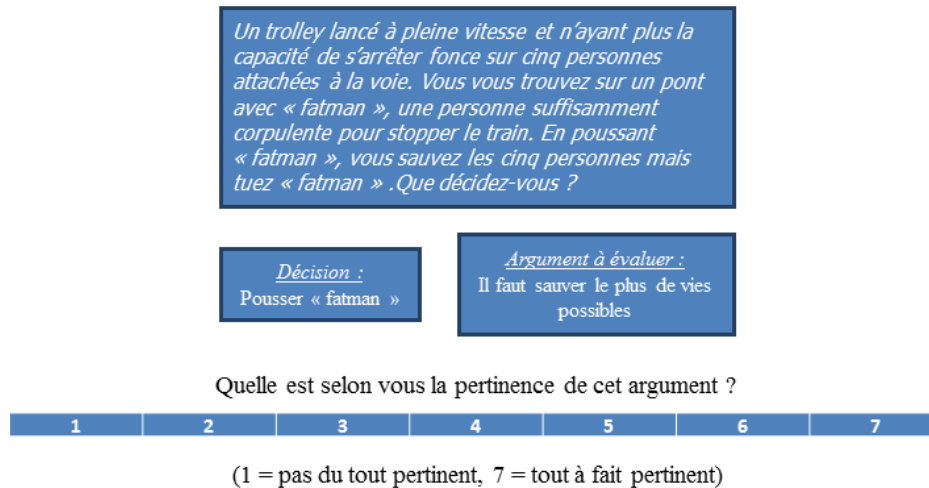 Un trolley lancé à pleine vitesse et n'ayant plus la
capacité de s'arrêter fonce sur cinq personnes
attachées à la voie. Vous vous trouvez sur un pont
avec « fatman », une personne suffisamment
corpulente pour stopper le train. En poussant
« fatman », vous sauvez les cinq personnes mais
tuez « fatman » .Que décidez-vous ?
Décision :
Pousser « fatman »
Argument à évaluer :
Il faut sauver le plus de vies
possibles
Quelle est selon vous la pertinence de cet argument ?
1 2 3 4 5 6 7
(1 = pas du tout pertinent, 7 = tout à fait pertinent)